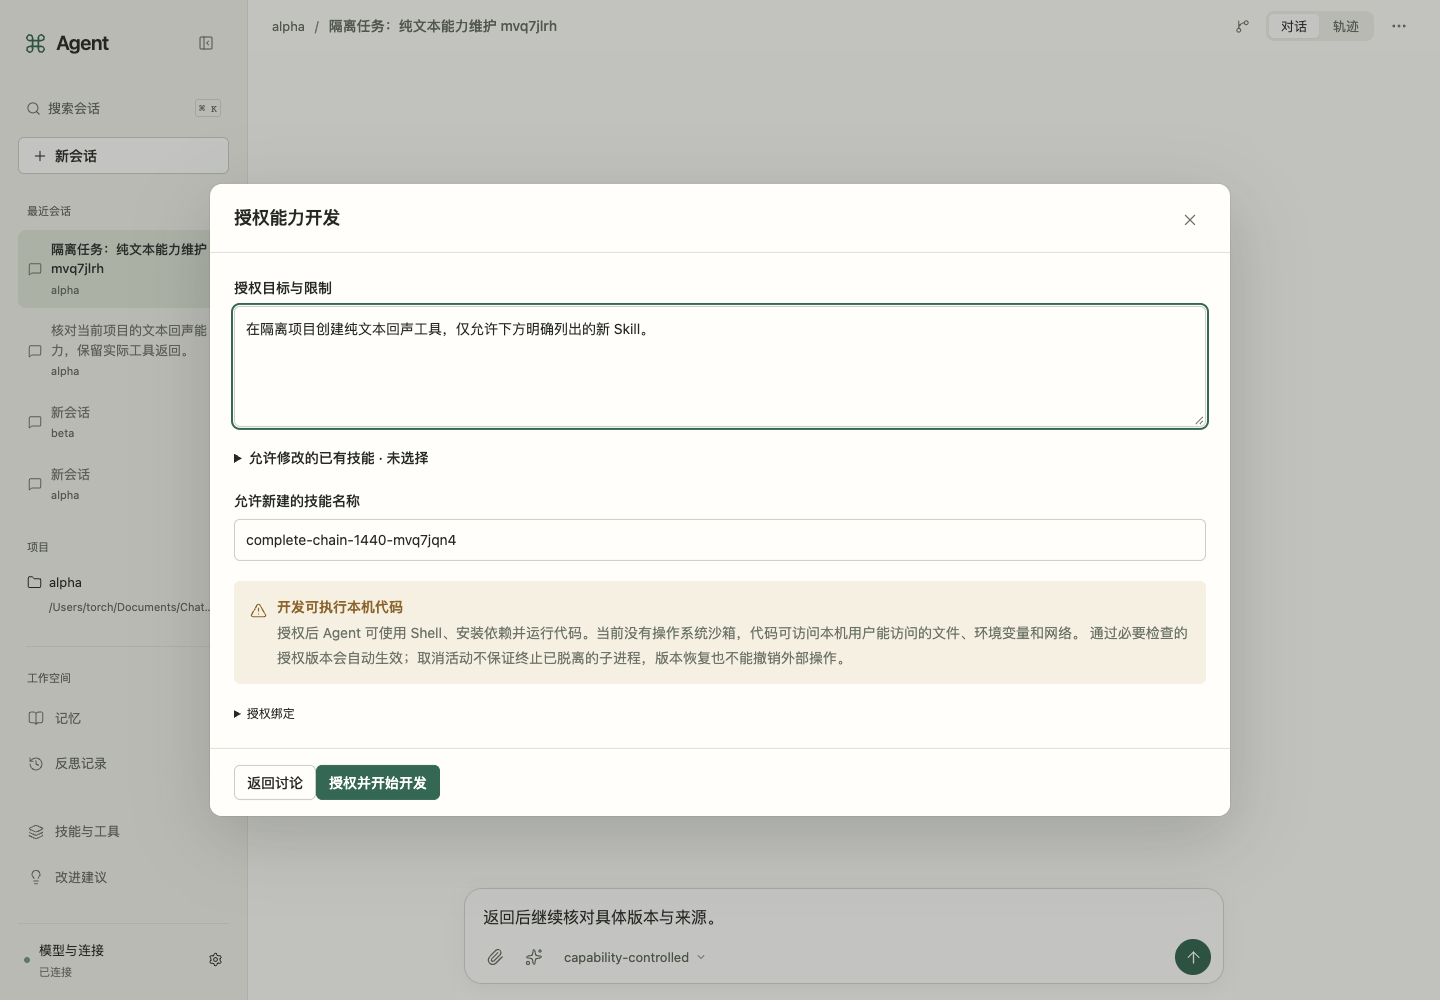 Agent
搜索会话
⌘ K
新会话
最近会话
隔离任务：纯文本能力维护
mvq7jlrh
alpha
核对当前项目的文本回声能
力，保留实际工具返回。
alpha
新会话
beta
新会话
alpha
项目
alpha
/Users/torch/Documents/Chat...
工作空间
记忆
反思记录
技能与工具
改进建议
模型与连接
已连接
alpha / 隔离任务：纯文本能力维护 mvq7jlrh
对话
轨迹
授权能力开发
授权目标与限制
在隔离项目创建纯文本回声工具，仅允许下方明确列出的新 Skill。
允许修改的已有技能 · 未选择
允许新建的技能名称
complete-chain-1440-mvq7jqn4
开发可执行本机代码
授权后 Agent 可使用 Shell、安装依赖并运行代码。当前没有操作系统沙箱，代码可访问本机用户能访问的文件、环境变量和网络。 通过必要检查的
授权版本会自动生效；取消活动不保证终止已脱离的子进程，版本恢复也不能撤销外部操作。
授权绑定
返回讨论
授权并开始开发
返回后继续核对具体版本与来源。
capability-controlled